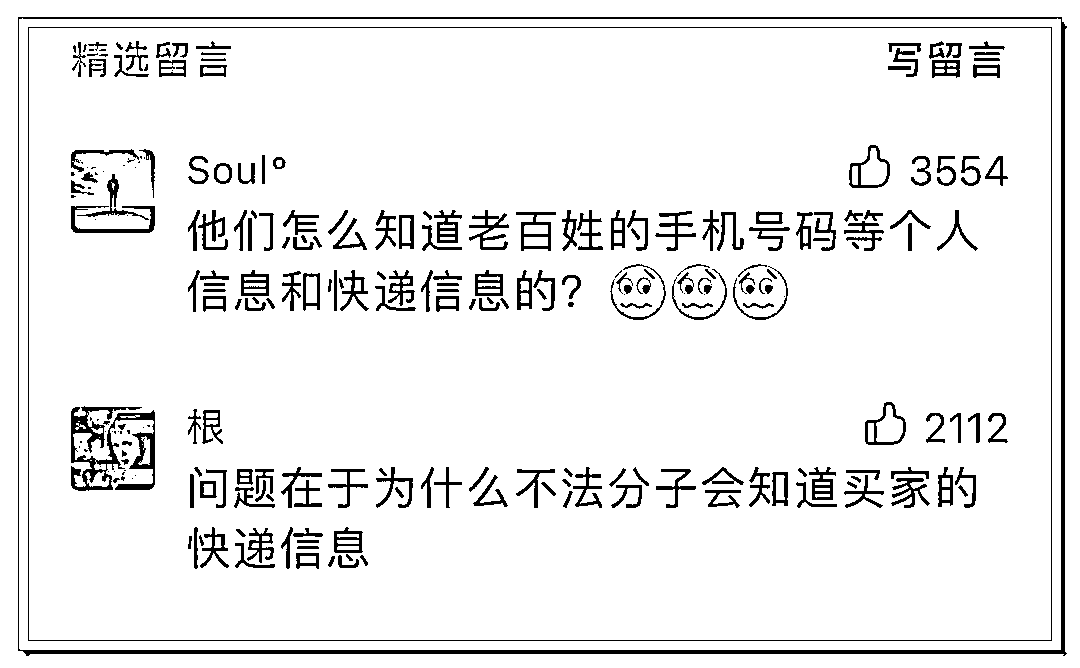 精选留言 写留言
Soul° 3554
他们怎么知道老百姓的手机号码等个人
信息和快递信息的？
根 2112
问题在于为什么不法分子会知道买家的
快递信息